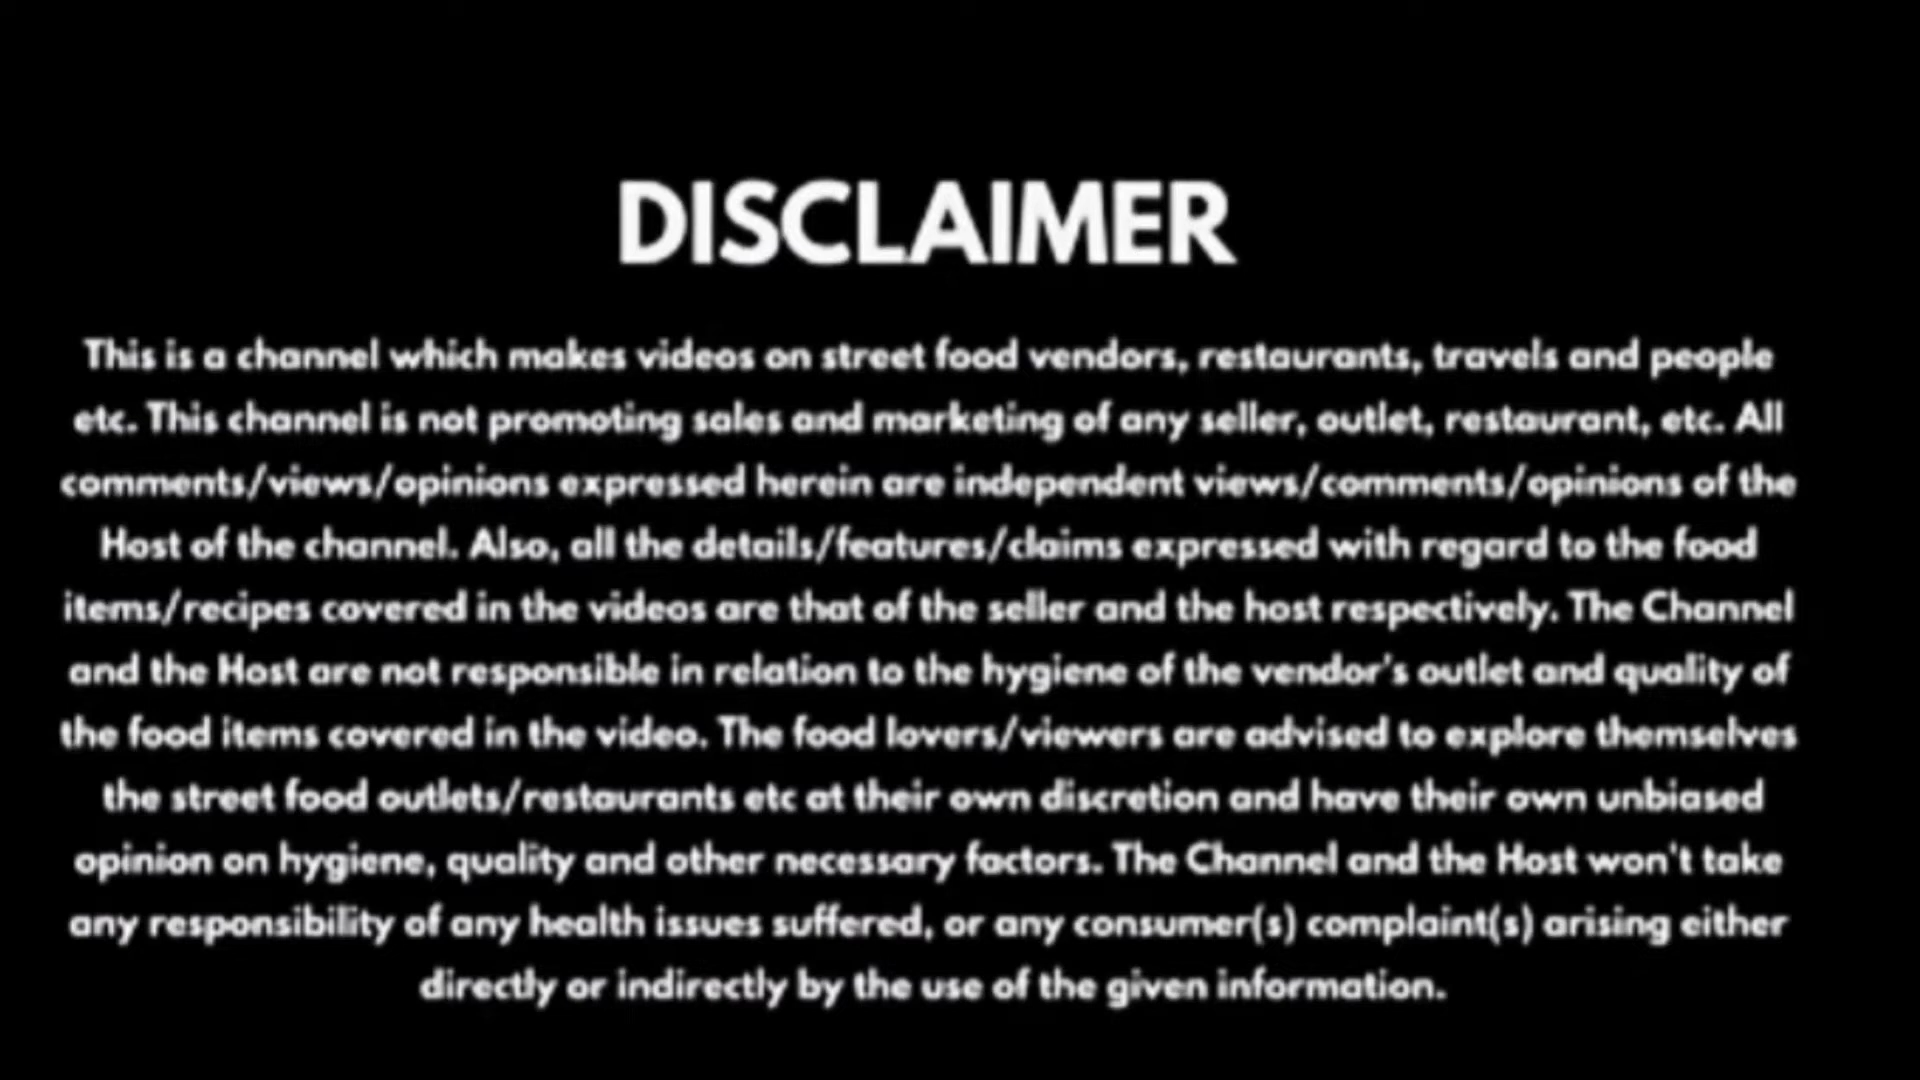 DISCLAIMER
This is a channel which makes videos on street food vendors, restaurants, travels and people
etc. This channel is not promoting sales and marketing of any seller, outlet, restaurant, etc. All
comments/views/opinions expressed herein are independent views/comments/opinions of the
Host of the channel. Also, all the details/features/claims expressed with regard to the food
items/recipes covered in the videos are that of the seller and the host respectively. The Channel
and the Host are not responsible in relation to the hygiene of the vendor's outlet and quality of
the food items covered in the video. The food lovers/viewers are advised to explore themselves
the street food outlets/restaurants etc at their own discretion and have their own unbiased
opinion on hygiene, quality and other necessary factors. The Channel and the Host won't take
any responsibility of any health issues suffered, or any consumer(s) complaint(s) arising either
directly or indirectly by the use of the given information.